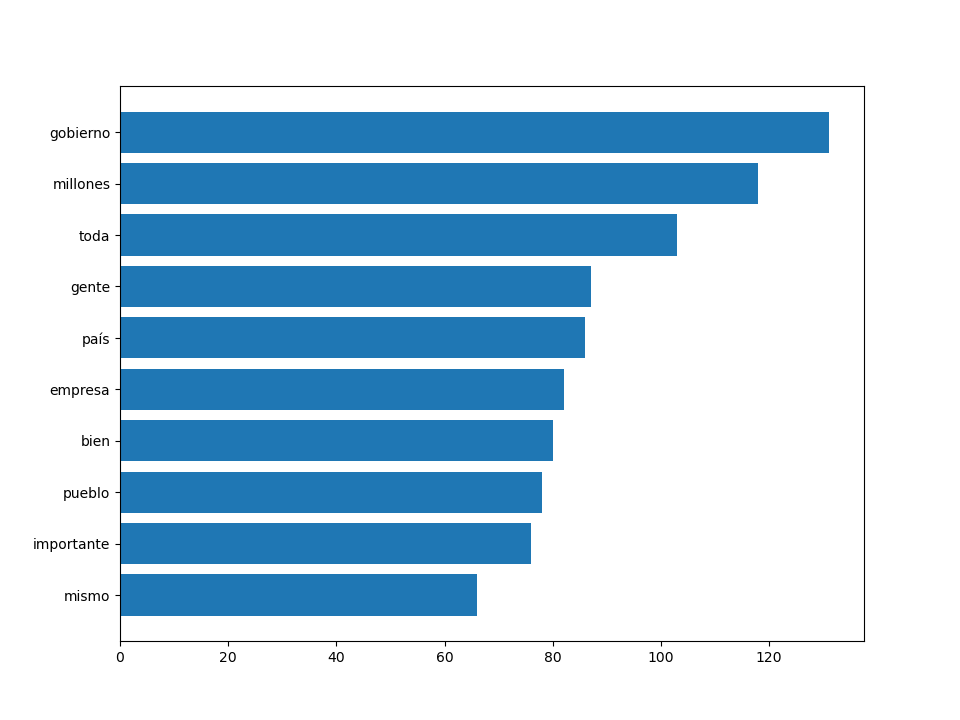 gobierno
millones
toda
gente
país
empresa
bien
pueblo
importante
mismo
0 20 40 60 80 100 120